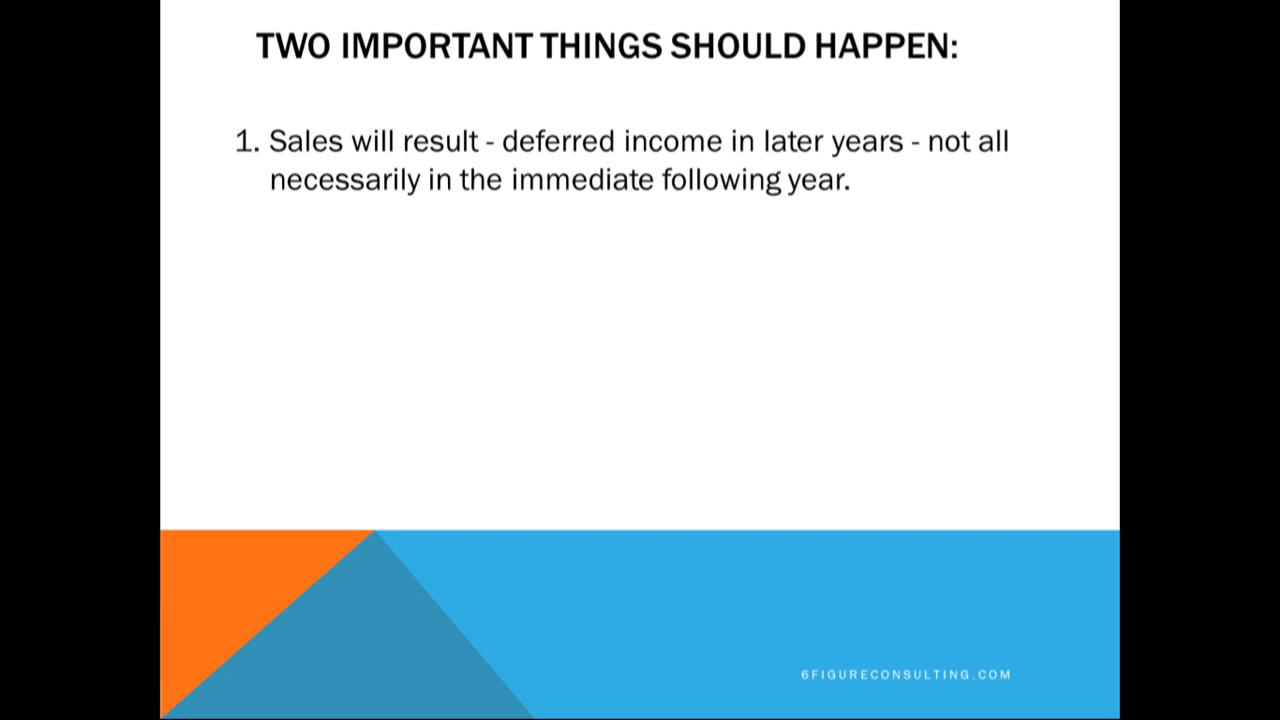 TWO IMPORTANT THINGS SHOULD HAPPEN:
1. Sales will result - deferred income in later years - not all
necessarily in the immediate following year.
6FIGURECONSULTING.COM